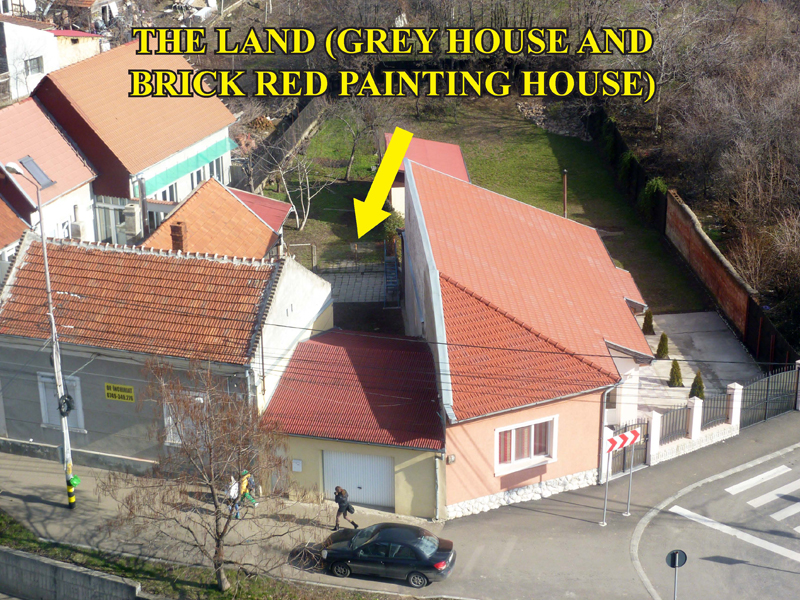 THE LAND (GREY HOUSE AND
BRICK RED PAINTING HOUSE)